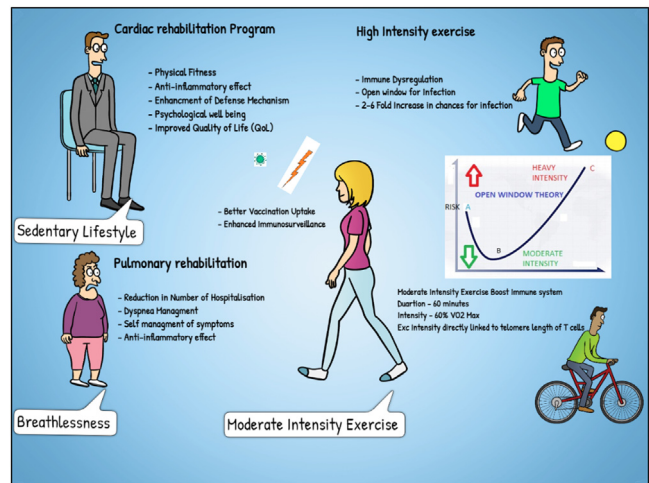 Cardiac rehabilitation Program
- Physical Fitness
- Anti-inflammatory effect
- Enhancment of Defense Mechanism
- Psychological well being
- Improved Quality of Life (QoL)
Sedentary Lifestyle
High Intensity exercise
- Immune Dysregulation
- Open window for Infection
- 2-6 Fold Increase in chances for infection
- Better Vaccination Uptake
- Enhanced Immunosurveillance
HEAVY
INTENSITY
C
OPEN WINDOW THEORY
RISK
A
B
MODERATE
INTENSITY
Pulmonary rehabilitation
- Reduction in Number of Hospitalisation
- Dyspnea Managment
- Self managment of symptoms
- Anti-inflammatory effect
Breathlessness
Moderate Intensity Exercise Boost Immune system
Duartion - 60 minutes
Intensity - 60% VO2 Max
Exc Intensity directly linked to telomere length of T cells
Moderate Intensity Exercise